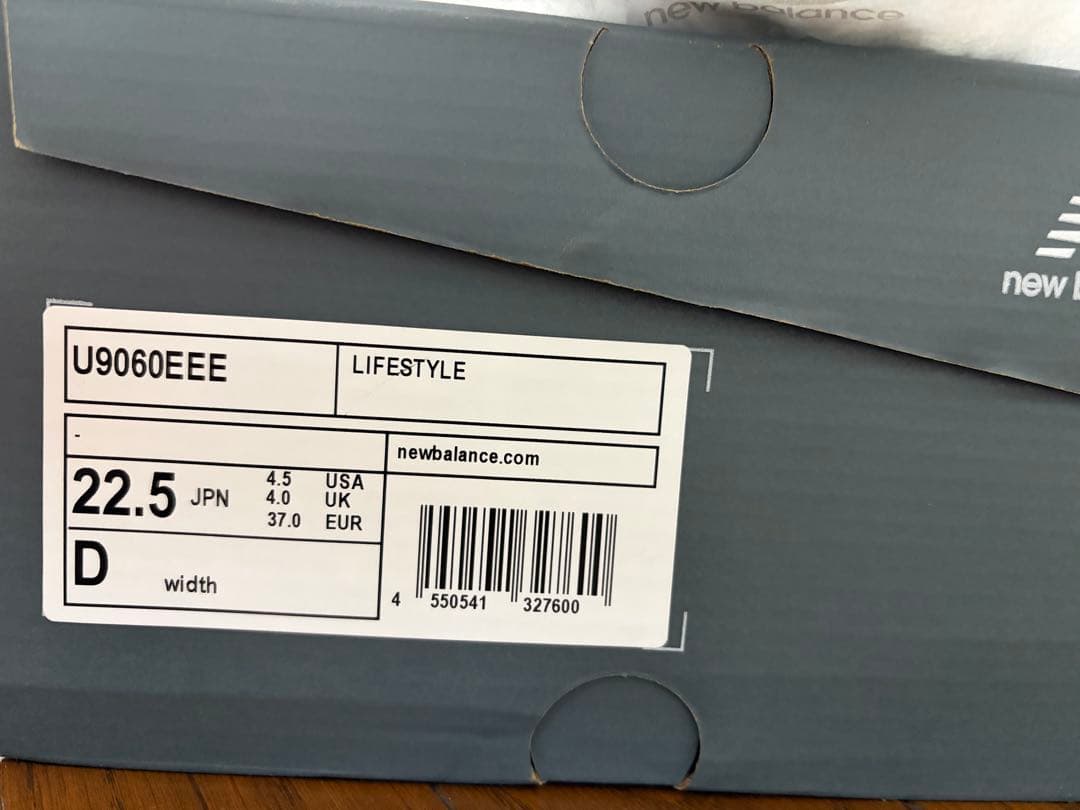 new balance
new
U9060EEE
LIFESTYLE
-
newbalance.com
22.5 JPN
4.5 USA
4.0 UK
37.0 EUR
D width
4 550541 327600